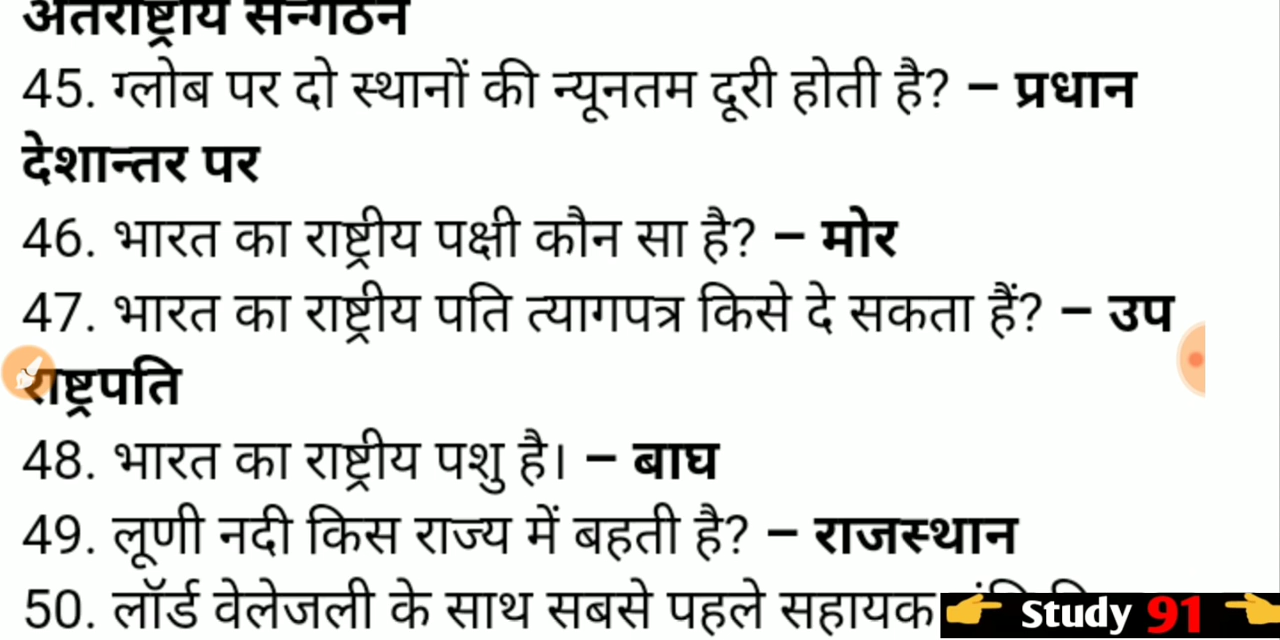 अंतर्राष्ट्रीय सन्गठन
45. ग्लोब पर दो स्थानों की न्यूनतम दूरी होती है? – प्रधान
देशान्तर पर
46. भारत का राष्ट्रीय पक्षी कौन सा है? – मोर
47. भारत का राष्ट्रीय पति त्यागपत्र किसे दे सकता हैं? – उप
राष्ट्रपति
48. भारत का राष्ट्रीय पशु है। – बाघ
49. लूणी नदी किस राज्य में बहती है? – राजस्थान
50. लॉर्ड वेलेजली के साथ सबसे पहले सहायक
👉 Study 91 👈